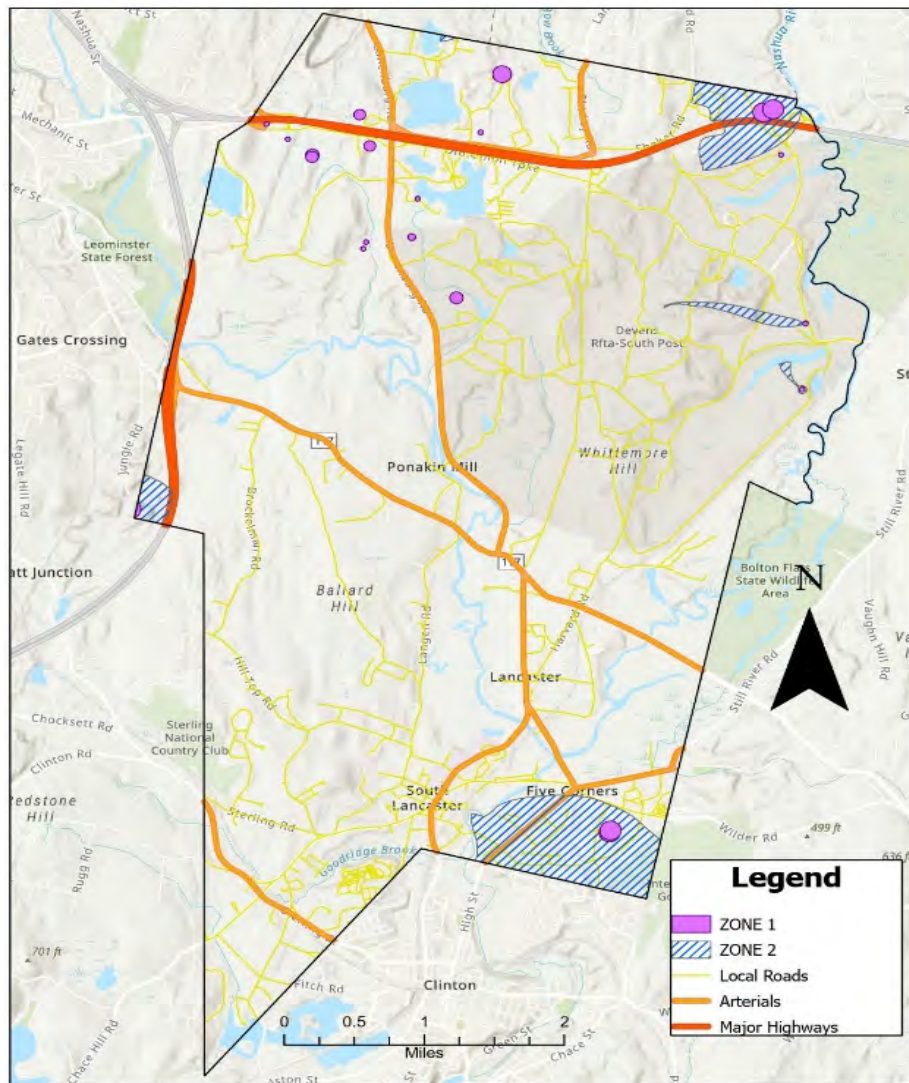 Nashua St
Mechanic St
Nashua Ri
Shaker Rd
Leominster
State Forest
Gates Crossing
Devens
Rfta-South Post
Jungle Rd
Legate Hill Rd
117
Ponakin Mill
Whittemore
Hill
Brockelman Rd
Still River Rd
att Junction
117
Ballard
Hill
Bolton Flats
State Wildlife
Area
N
Harvard Rd
Langen Rd
Vaughn Hill Rd
Hill Top Rd
Lancaster
Still River Rd
Chocksett Rd
Sterling
National
Country Club
Clinton Rd
South
Lancaster
Five Corners
Redstone
Hill
Sterling Rd
Wilder Rd
499 ft
Goodridge Brook
636 ft
Rugg Rd
High St
Legend
ZONE 1
ZONE 2
Local Roads
Arterials
Major Highways
701 ft
Fitch Rd
Clinton
0 0.5 1 2
Miles
Green St
Chace St
Chace Hill Rd
aston St